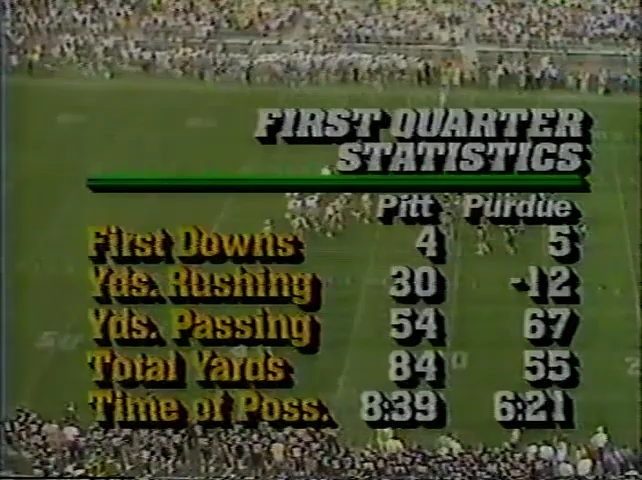 FIRST QUARTER
STATISTICS
Pitt Purdue
First Downs 4 5
Yds. Rushing 30 -12
Yds. Passing 54 67
Total Yards 84 55
Time of Poss. 8:39 6:21